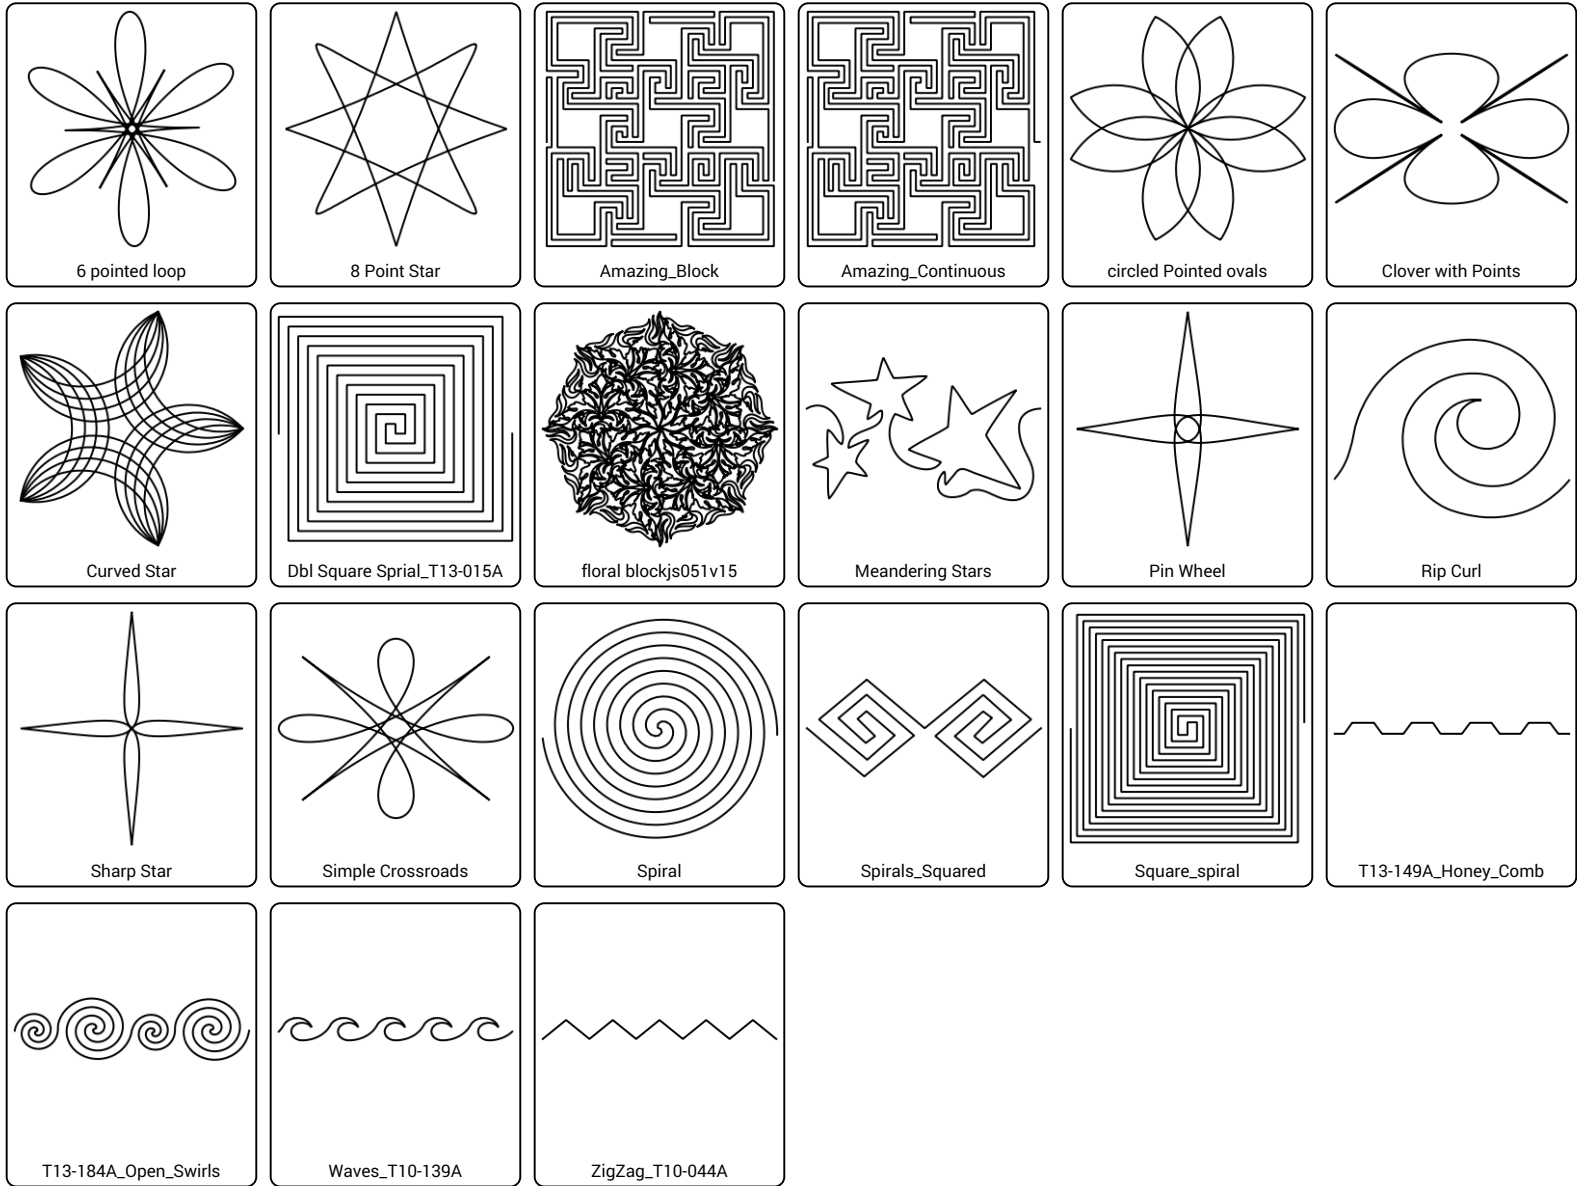 6 pointed loop
8 Point Star
Amazing_Block
Amazing_Continuous
circled Pointed ovals
Clover with Points
Curved Star
Dbl Square Sprial_T13-015A
floral blockjs051v15
Meandering Stars
Pin Wheel
Rip Curl
Sharp Star
Simple Crossroads
Spiral
Spirals_Squared
Square_spiral
T13-149A_Honey_Comb
T13-184A_Open_Swirls
Waves_T10-139A
ZigZag_T10-044A